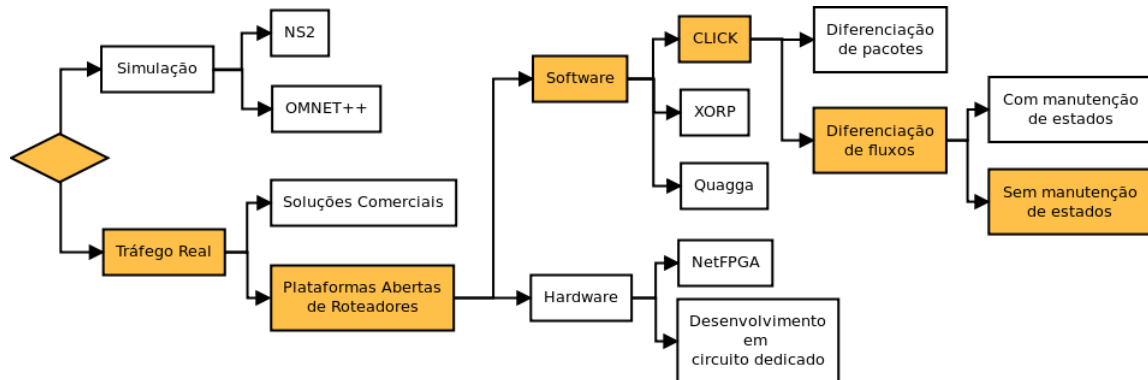 Simulação
NS2
OMNET++
Tráfego Real
Soluções Comerciais
Plataformas Abertas
de Roteadores
Software
CLICK
XORP
Quagga
Diferenciação
de pacotes
Diferenciação
de fluxos
Com manutenção
de estados
Sem manutenção
de estados
Hardware
NetFPGA
Desenvolvimento
em
circuito dedicado